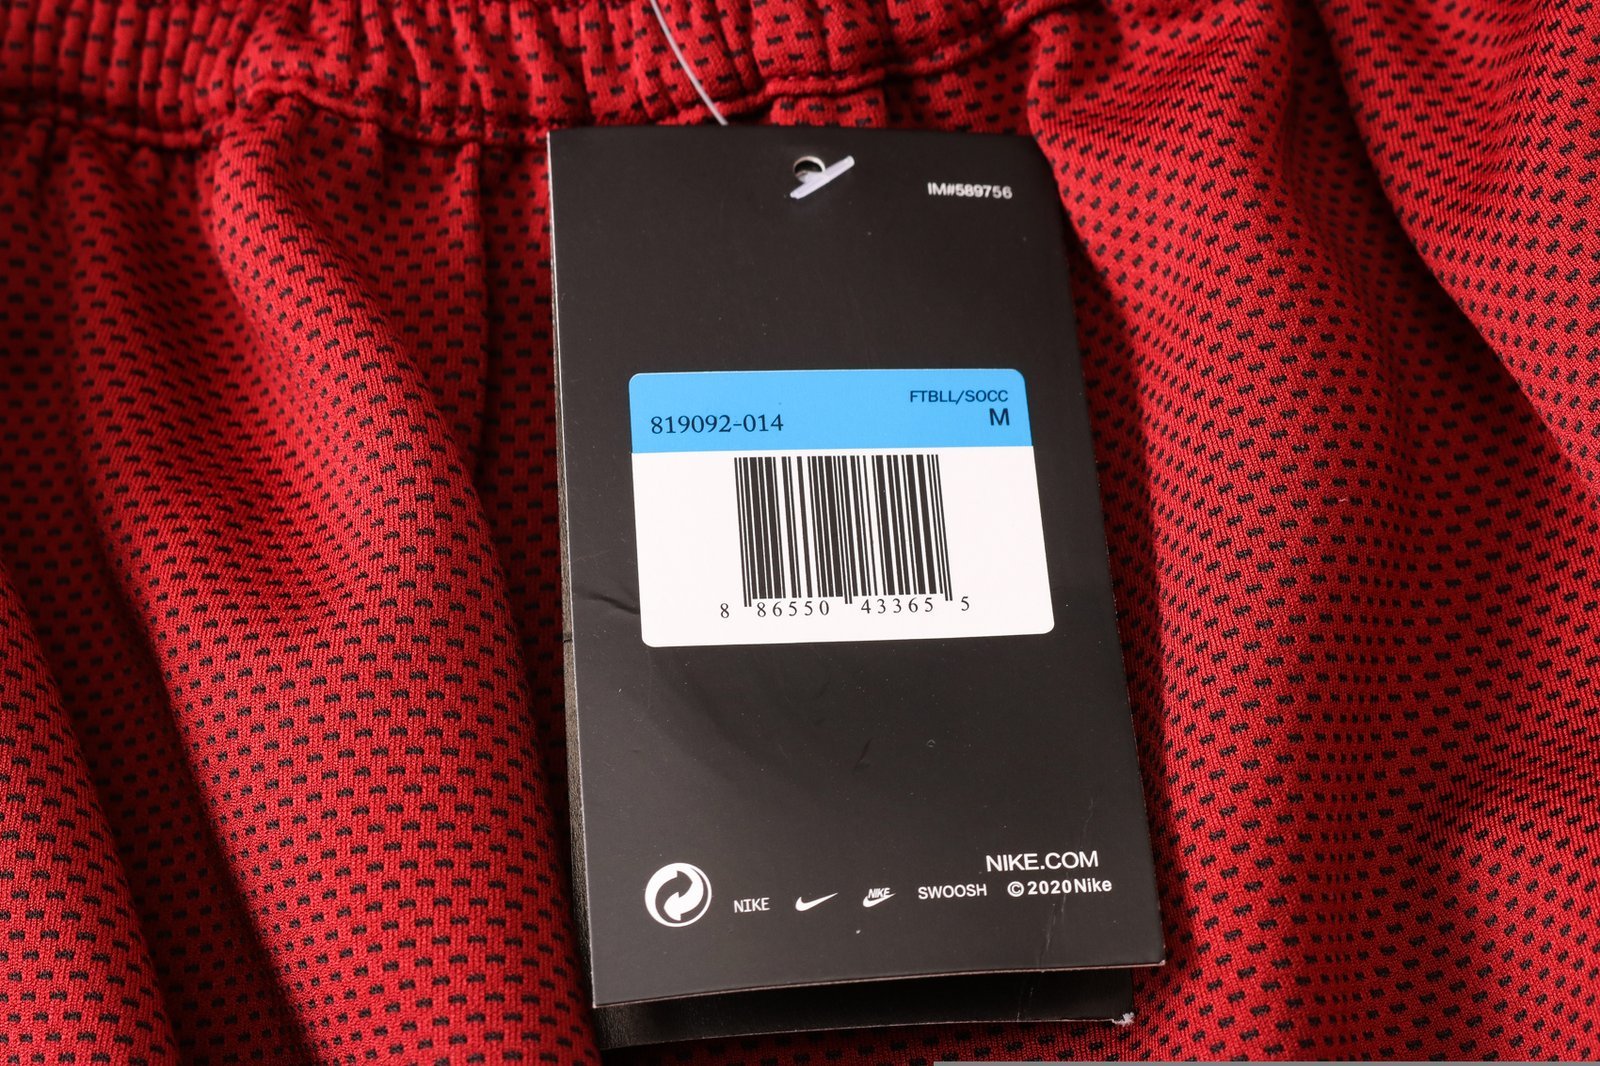 IM#589756
FTBLL/SOCC
819092-014 M
8 86550 43365 5
NIKE.COM
NIKE NIKE SWOOSH ©2020Nike